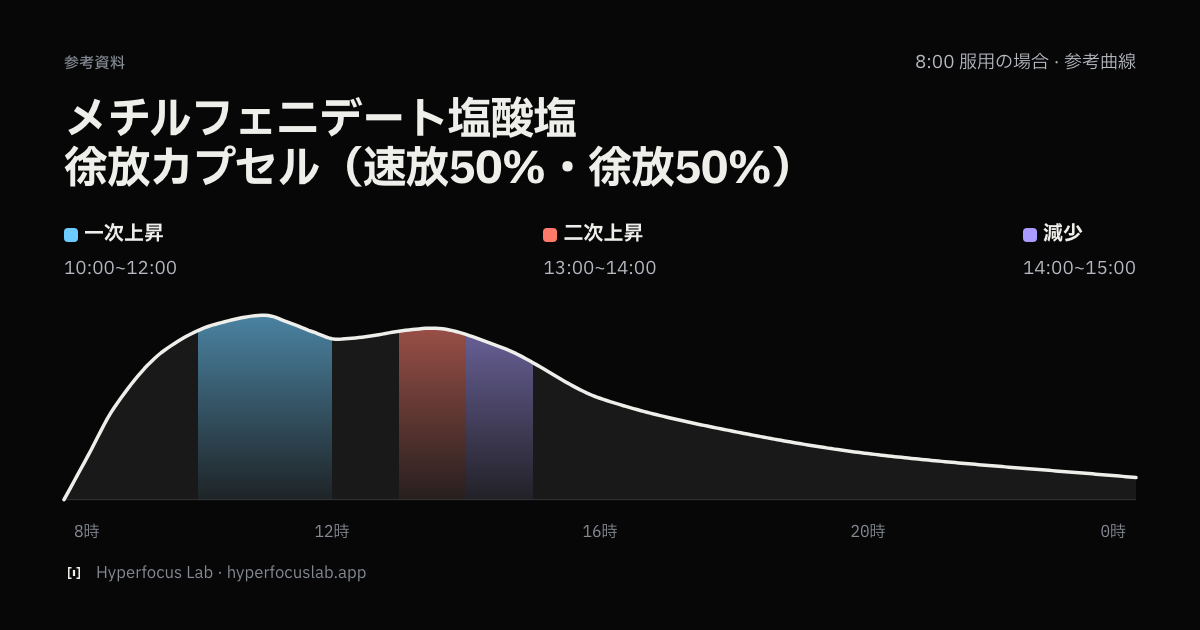 参考資料
8:00 服用の場合 · 参考曲線
メチルフェニデート塩酸塩
徐放カプセル（速放50%・徐放50%）
一次上昇
10:00~12:00
二次上昇
13:00~14:00
減少
14:00~15:00
8時
12時
16時
20時
0時
Hyperfocus Lab · hyperfocuslab.app